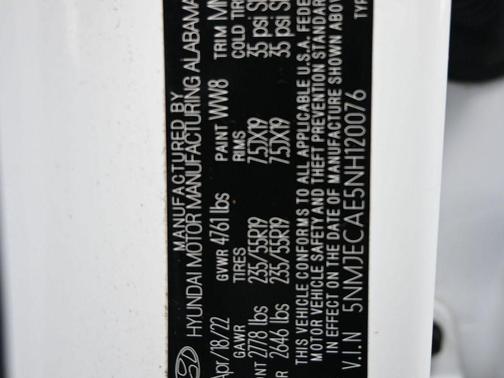 MANUFACTURED BY
HYUNDAI MOTOR MANUFACTURING ALABAMA
Apr/18/22 GVWR 4761 lbs PAINT WW8 TRIM
GAWR TIRES RIMS COLD TIRE
2778 lbs 235/55R19 7.5JX19 35 psi
2646 lbs 235/55R19 7.5JX19 35 psi
THIS VEHICLE CONFORMS TO ALL APPLICABLE U.S.A. FEDE
MOTOR VEHICLE SAFETY AND THEFT PREVENTION STANDAR
IN EFFECT ON THE DATE OF MANUFACTURE SHOWN ABOVE
V.I.N 5NMJECAE5NH120076 TYP